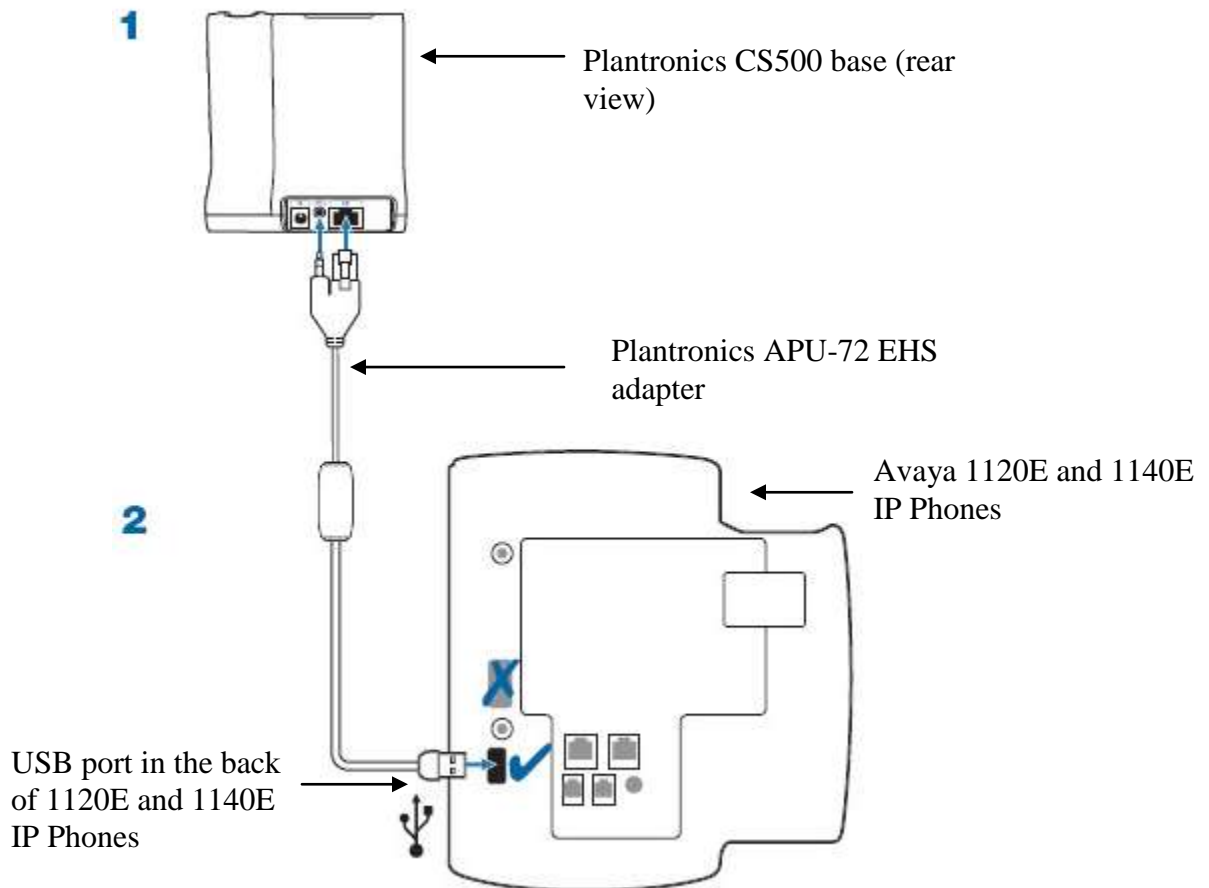 1
Plantronics CS500 base (rear
view)
Plantronics APU-72 EHS
adapter
Avaya 1120E and 1140E
IP Phones
2
USB port in the back
of 1120E and 1140E
IP Phones